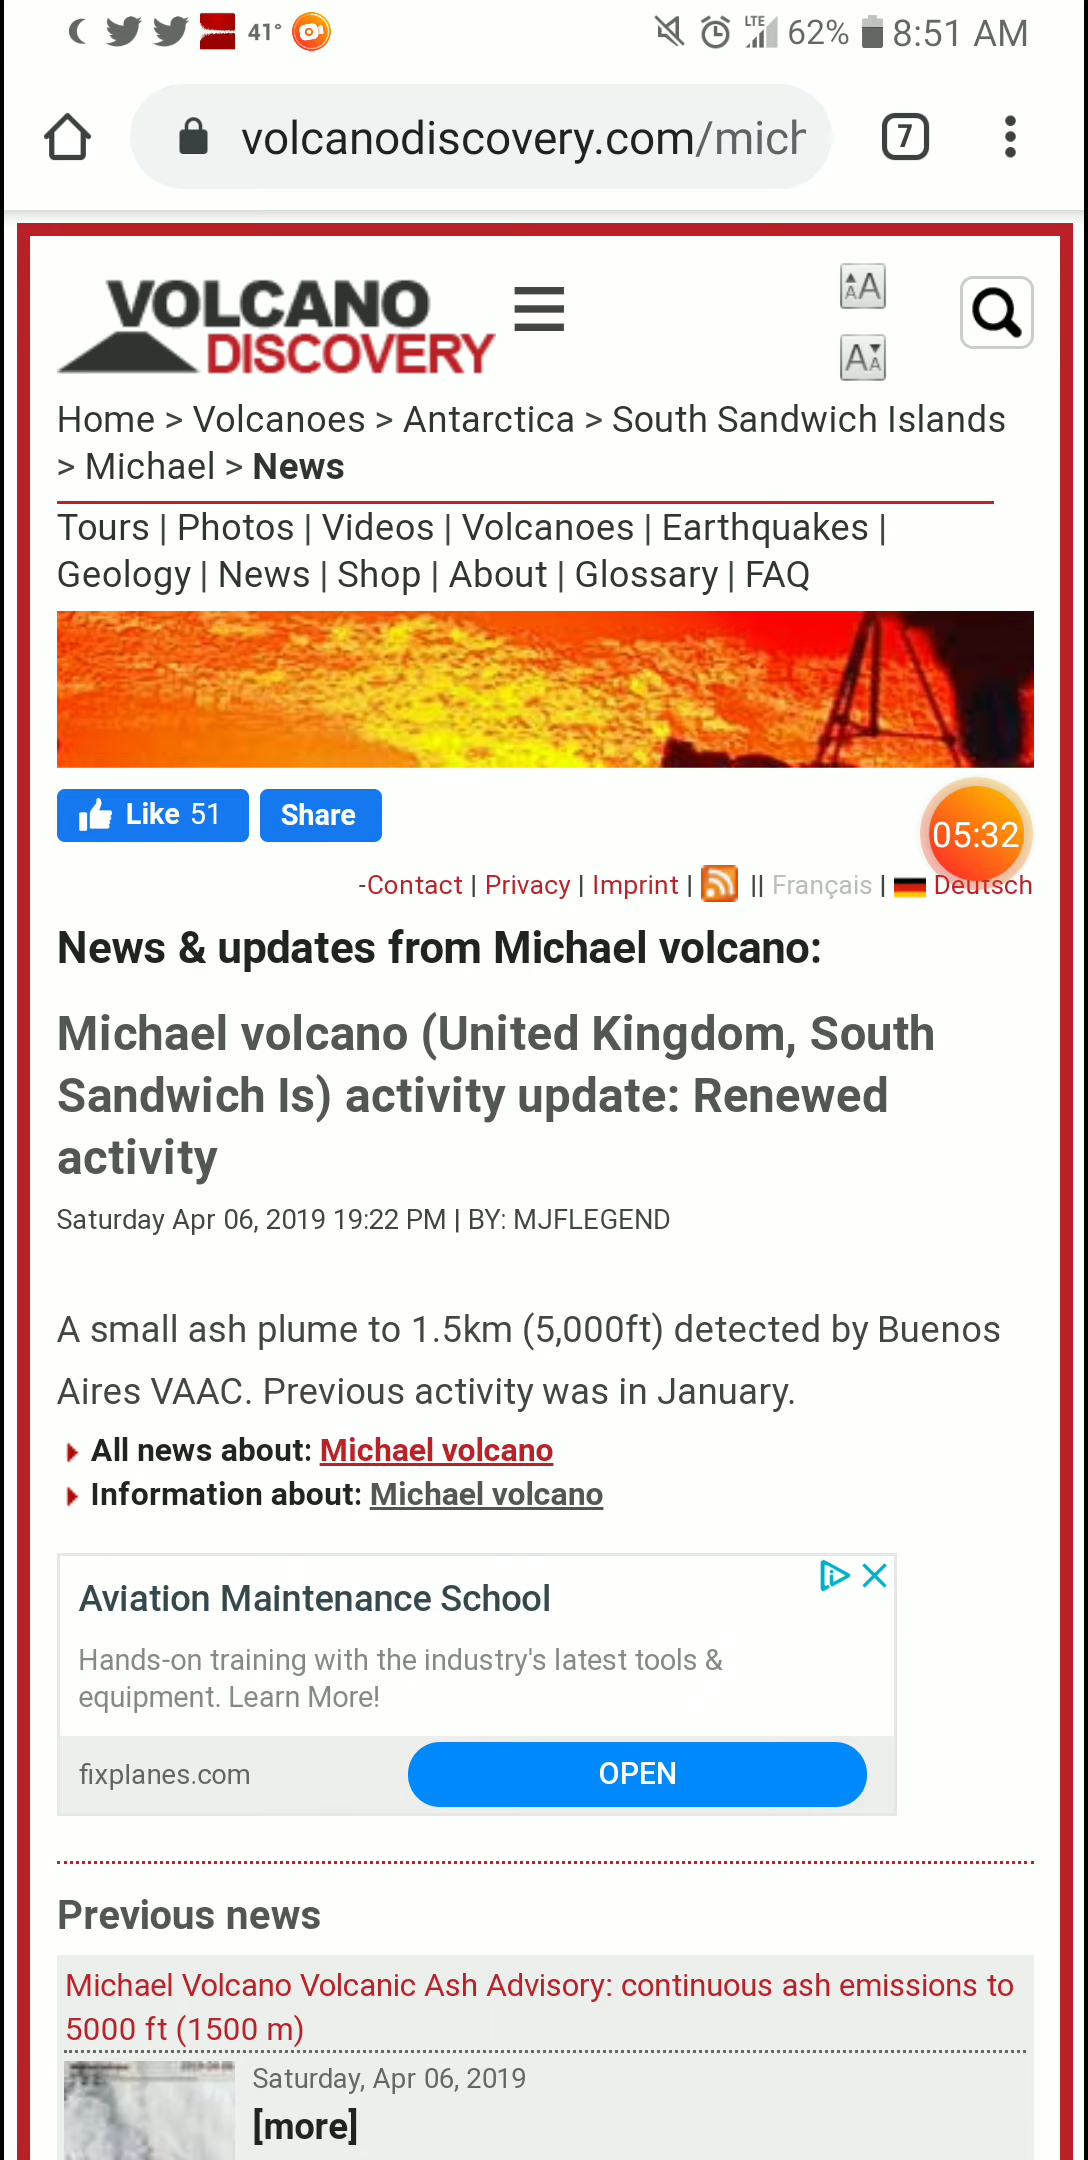 41° LTE 62% 8:51 AM
volcanodiscovery.com/mich
7
VOLCANO
DISCOVERY
AA
AA
Home > Volcanoes > Antarctica > South Sandwich Islands
> Michael > News
Tours | Photos | Videos | Volcanoes | Earthquakes |
Geology | News | Shop | About | Glossary | FAQ
Like 51 Share
05:32
-Contact | Privacy | Imprint | || Français | Deutsch
News & updates from Michael volcano:
Michael volcano (United Kingdom, South
Sandwich Is) activity update: Renewed
activity
Saturday Apr 06, 2019 19:22 PM | BY: MJFLEGEND
A small ash plume to 1.5km (5,000ft) detected by Buenos
Aires VAAC. Previous activity was in January.
All news about: Michael volcano
Information about: Michael volcano
Aviation Maintenance School
Hands-on training with the industry's latest tools &
equipment. Learn More!
fixplanes.com OPEN
Previous news
Michael Volcano Volcanic Ash Advisory: continuous ash emissions to
5000 ft (1500 m)
Saturday, Apr 06, 2019
[more]